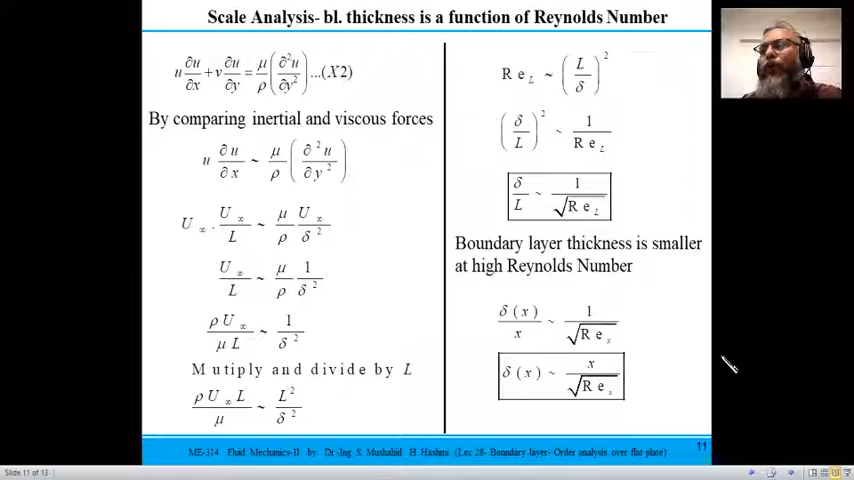 Scale Analysis- bl. thickness is a function of Reynolds Number
u ∂u/∂x + v ∂u/∂y = μ/ρ (∂²u/∂y²) ...(X2)
By comparing inertial and viscous forces
u ∂u/∂x ~ μ/ρ (∂²u/∂y²)
U∞ . U∞/L ~ μ/ρ U∞/δ²
U∞/L ~ μ/ρ 1/δ²
ρU∞/μL ~ 1/δ²
Mutiply and divide by L
ρU∞L/μ ~ L²/δ²
Re_L ~ (L/δ)²
(δ/L)² ~ 1/Re_L
δ/L ~ 1/√Re_L
Boundary layer thickness is smaller
at high Reynolds Number
δ(x)/x ~ 1/√Re_x
δ(x) ~ x/√Re_x
ME-314 Fluid Mechanics-II by Dr-Ing. S. Mushahid H Hashmi (Lec 28- Boundary layer- Order analysis over flat plate)
11
Slide 11 of 13